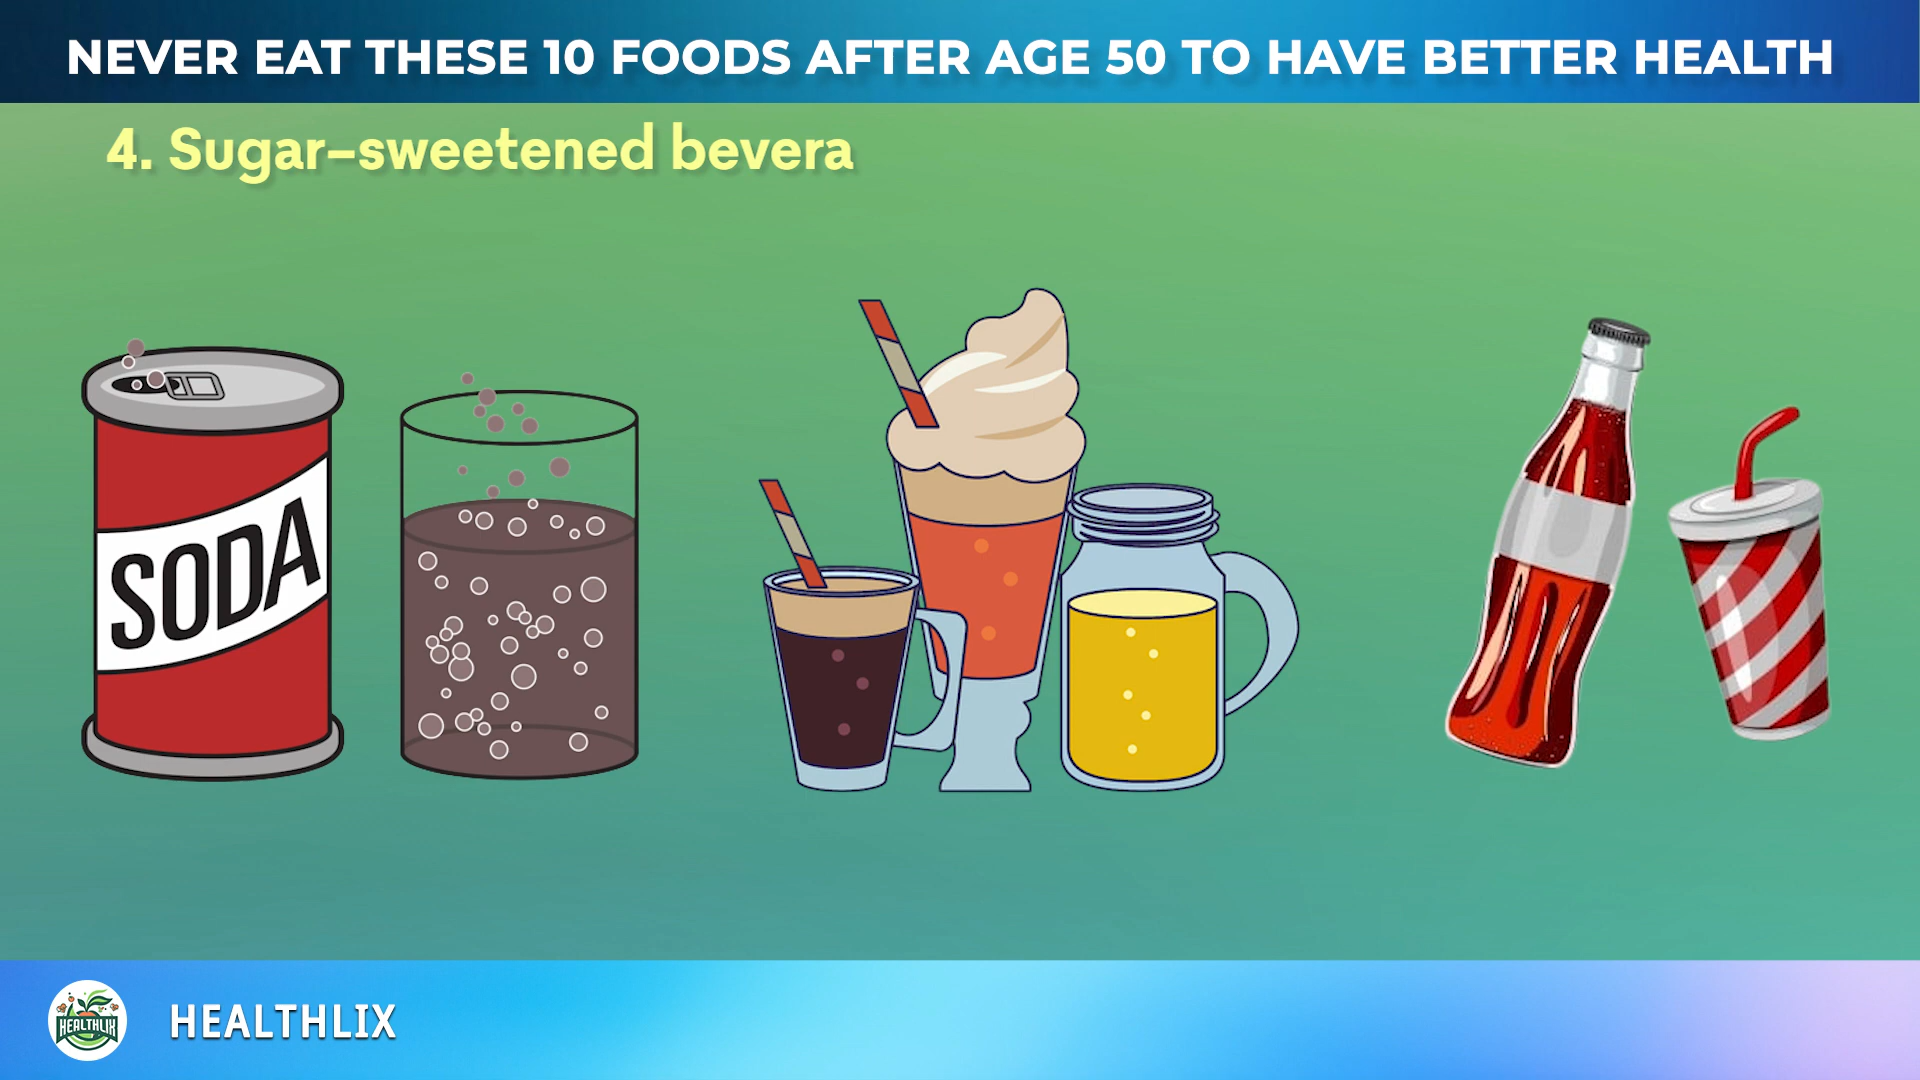 NEVER EAT THESE 10 FOODS AFTER AGE 50 TO HAVE BETTER HEALTH
4. Sugar-sweetened bevera
SODA
HEALTHLIX
HEALTHLIX